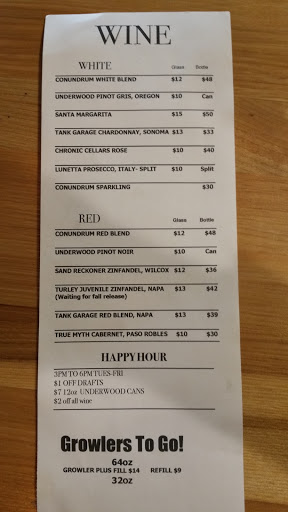 WINE
WHITE Glass Bottle
CONUNDRUM WHITE BLEND $12 $48
UNDERWOOD PINOT GRIS, OREGON $10 Can
SANTA MARGARITA $15 $50
TANK GARAGE CHARDONNAY, SONOMA $13 $33
CHRONIC CELLARS ROSE $10 $40
LUNETTA PROSECCO, ITALY- SPLIT $10 Split
CONUNDRUM SPARKLING $30
RED Glass Bottle
CONUNDRUM RED BLEND $12 $48
UNDERWOOD PINOT NOIR $10 Can
SAND RECKONER ZINFANDEL, WILCOX $12 $36
TURLEY JUVENILE ZINFANDEL, NAPA $13 $42
(Waiting for fall release)
TANK GARAGE RED BLEND, NAPA $13 $39
TRUE MYTH CABERNET, PASO ROBLES $10 $30
HAPPY HOUR
3PM TO 6PM TUES-FRI
$1 OFF DRAFTS
$7 12oz UNDERWOOD CANS
$2 off all wine
Growlers To Go!
64oz
GROWLER PLUS FILL $14 REFILL $9
32oz